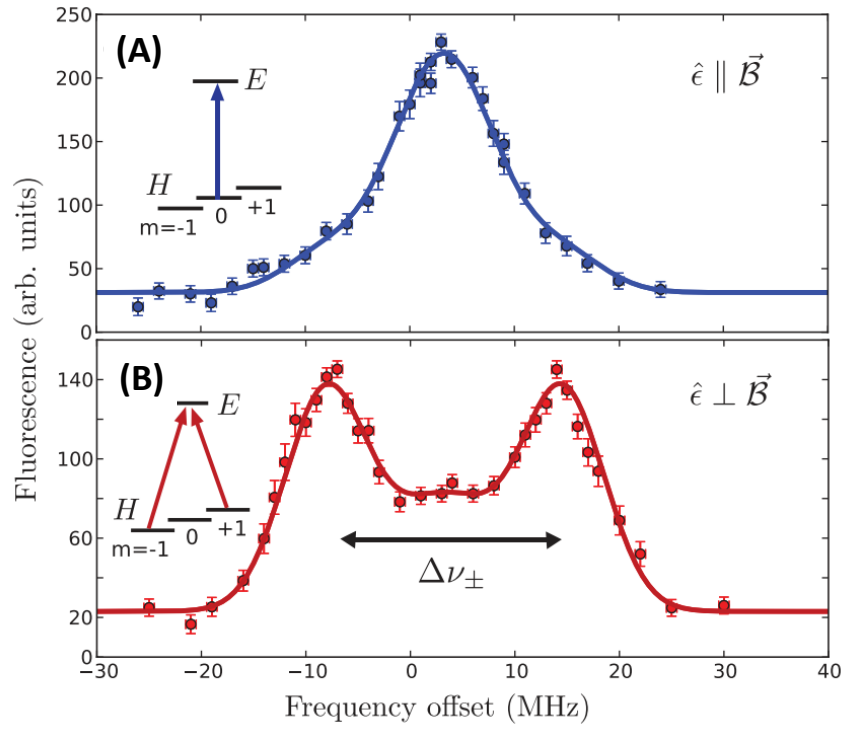 250
(A)
ε̂ ∥ B⃗
200
E
150
H
100
m=-1 0 +1
50
0
Fluorescence (arb. units)
(B)
140
ε̂ ⊥ B⃗
E
100
H
m=-1 0 +1
60
Δν±
20
−30 −20 −10 0 10 20 30 40
Frequency offset (MHz)